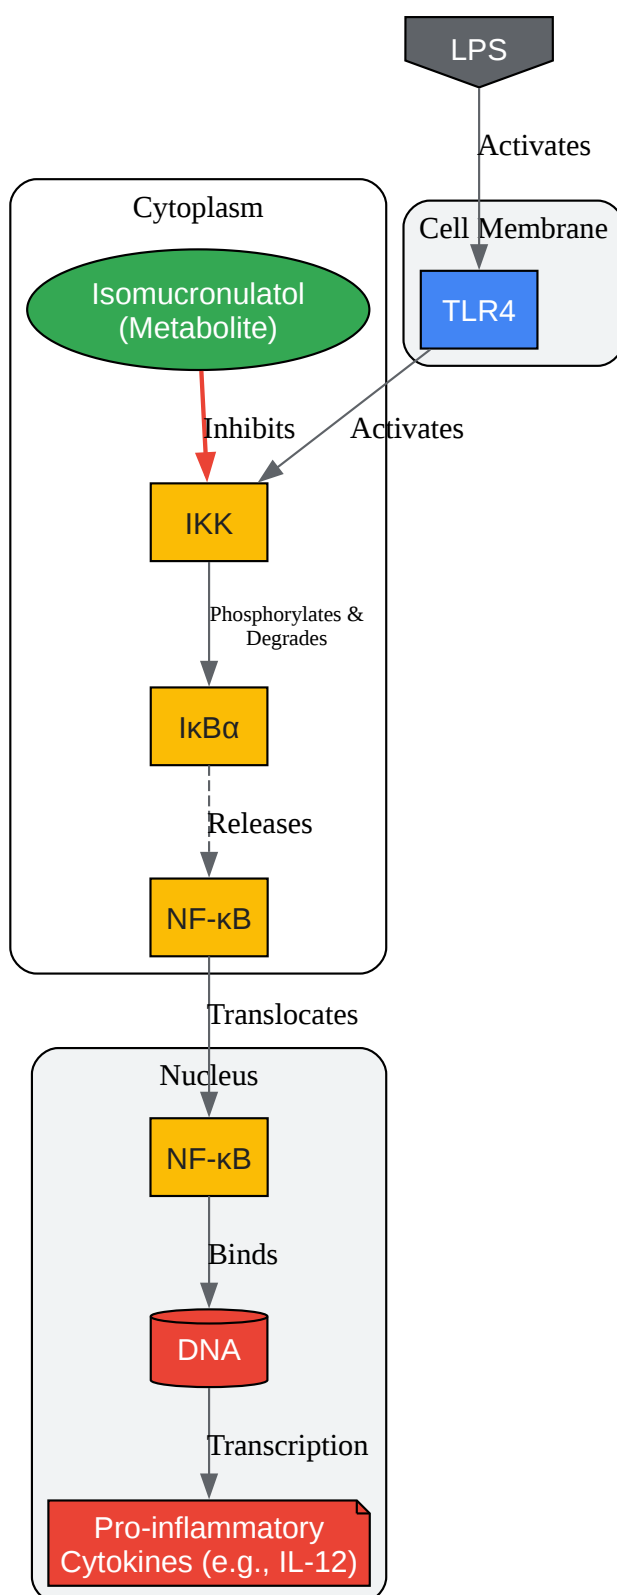 LPS
Activates
Cytoplasm
Cell Membrane
Isomucronulatol
(Metabolite)
TLR4
Inhibits
Activates
IKK
Phosphorylates &
Degrades
IκBα
Releases
NF-κB
Translocates
Nucleus
NF-κB
Binds
DNA
Transcription
Pro-inflammatory
Cytokines (e.g., IL-12)